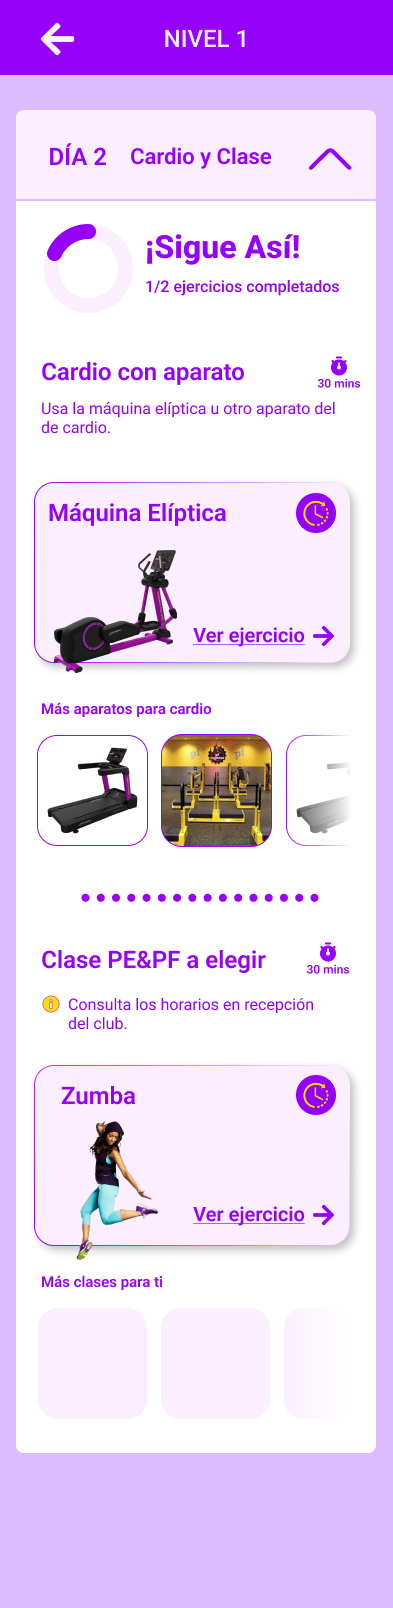 NIVEL 1
DÍA 2 Cardio y Clase
¡Sigue Así!
1/2 ejercicios completados
Cardio con aparato
30 mins
Usa la máquina elíptica u otro aparato del
de cardio.
Máquina Elíptica
Ver ejercicio
Más aparatos para cardio
Clase PE&PF a elegir
30 mins
Consulta los horarios en recepción
del club.
Zumba
Ver ejercicio
Más clases para ti